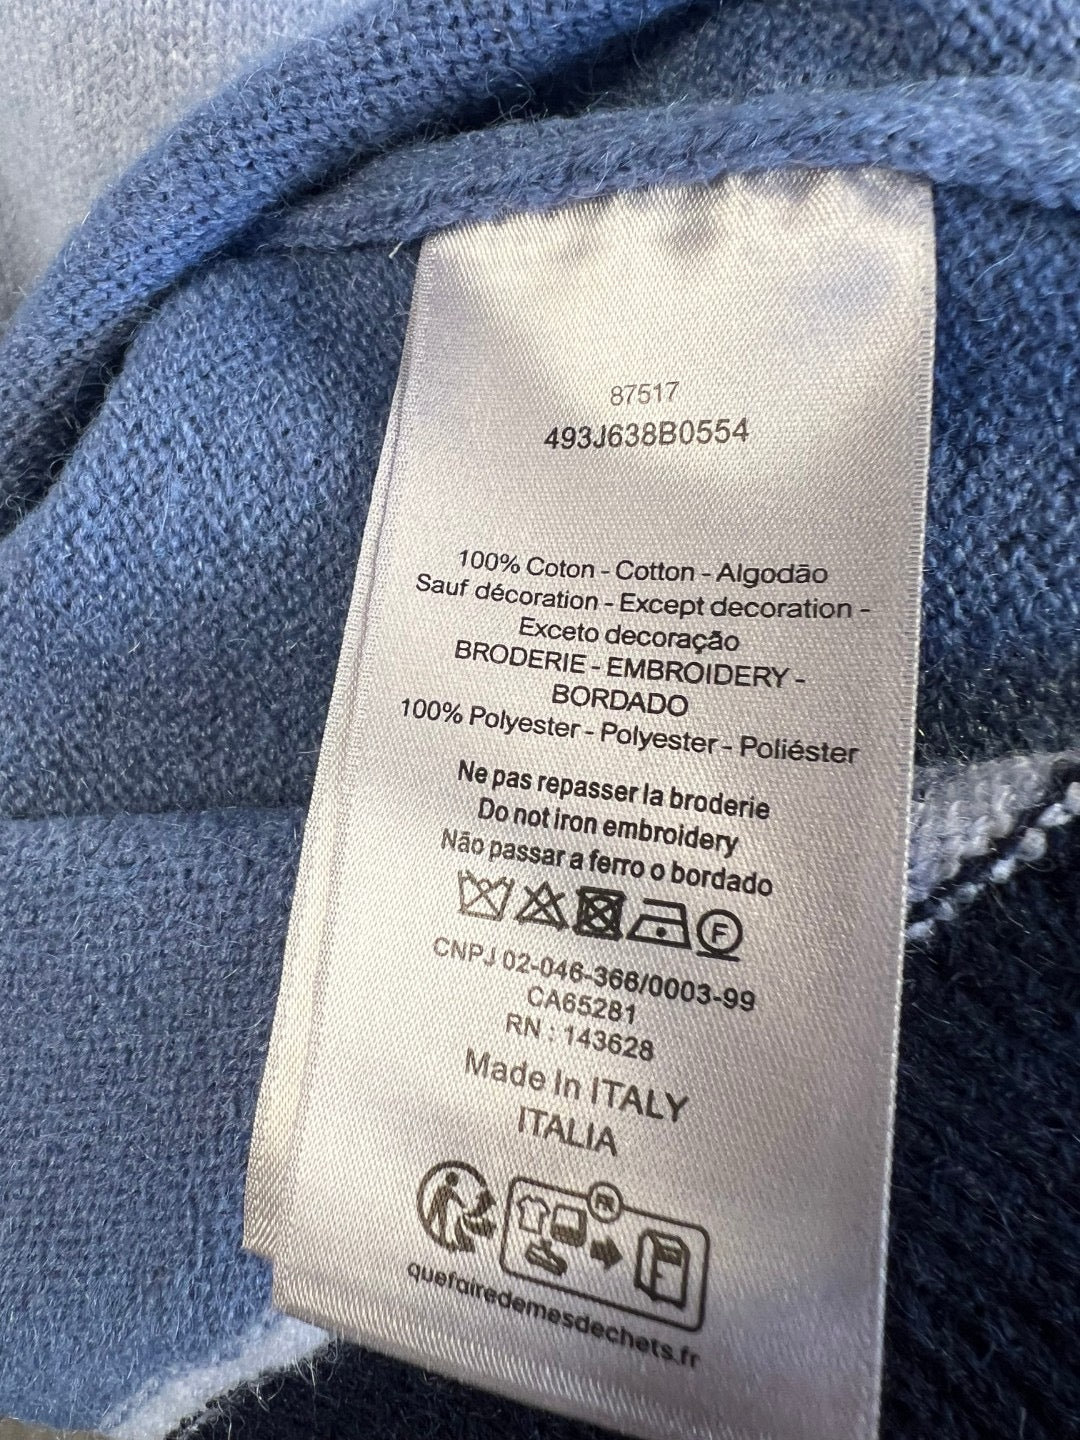 87517
493J638B0554
100% Coton - Cotton - Algodão
Sauf décoration - Except decoration -
Exceto decoração
BRODERIE - EMBROIDERY -
BORDADO
100% Polyester - Polyester - Poliéster
Ne pas repasser la broderie
Do not iron embroidery
Não passar a ferro o bordado
F
CNPJ 02-046-366/0003-99
CA65281
RN : 143628
Made In ITALY
ITALIA
FR
quefairedemesdechets.fr